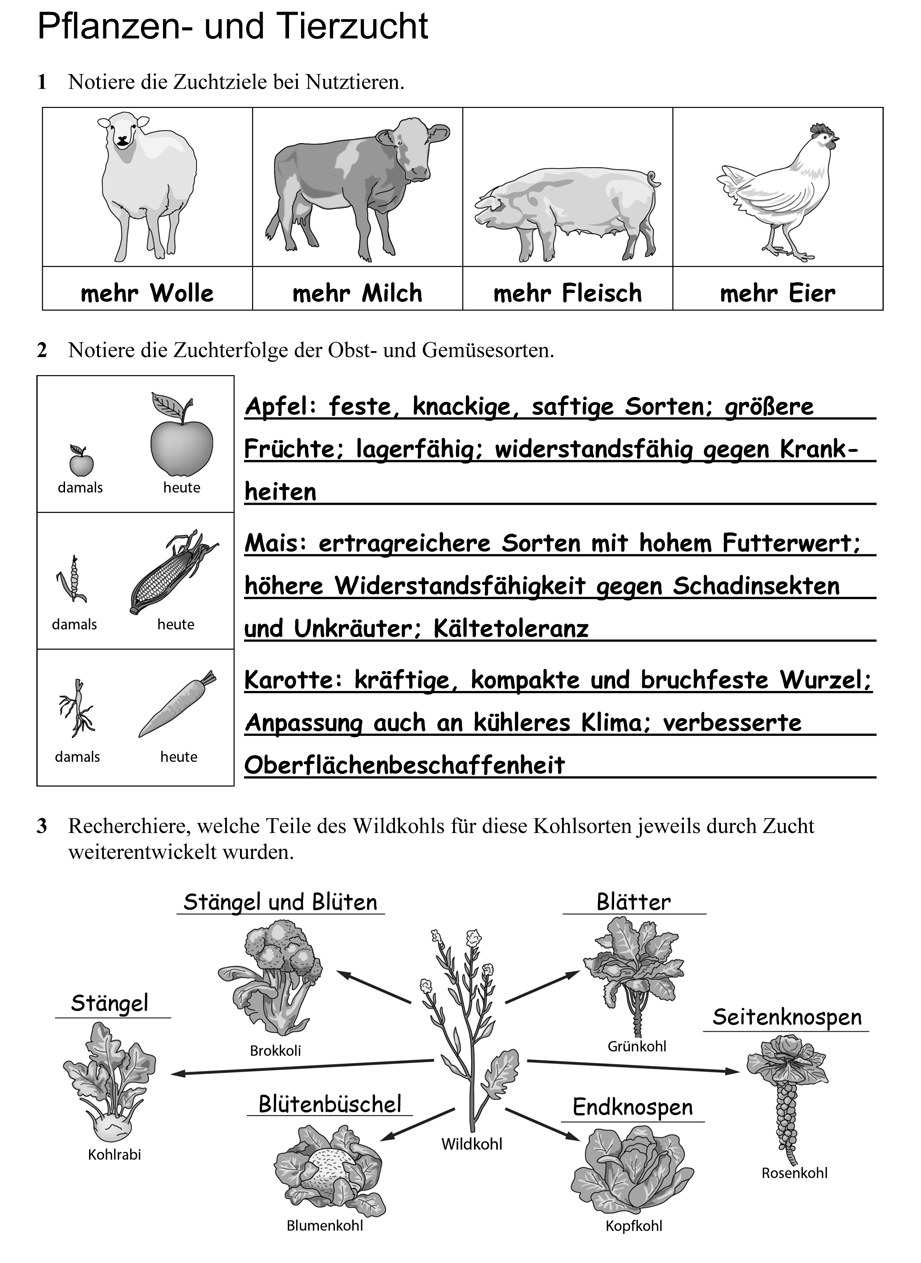 Pflanzen- und Tierzucht
1 Notiere die Zuchtziele bei Nutztieren.
mehr Wolle
mehr Milch
mehr Fleisch
mehr Eier
2 Notiere die Zuchterfolge der Obst- und Gemüsesorten.
damals
heute
Apfel: feste, knackige, saftige Sorten; größere
Früchte; lagerfähig; widerstandsfähig gegen Krank-
heiten
damals
heute
Mais: ertragreichere Sorten mit hohem Futterwert;
höhere Widerstandsfähigkeit gegen Schadinsekten
und Unkräuter; Kältetoleranz
damals
heute
Karotte: kräftige, kompakte und bruchfeste Wurzel;
Anpassung auch an kühleres Klima; verbesserte
Oberflächenbeschaffenheit
3 Recherchiere, welche Teile des Wildkohls für diese Kohlsorten jeweils durch Zucht
weiterentwickelt wurden.
Stängel und Blüten
Brokkoli
Blätter
Grünkohl
Stängel
Kohlrabi
Seitenknospen
Rosenkohl
Blütenbüschel
Blumenkohl
Wildkohl
Endknospen
Kopfkohl